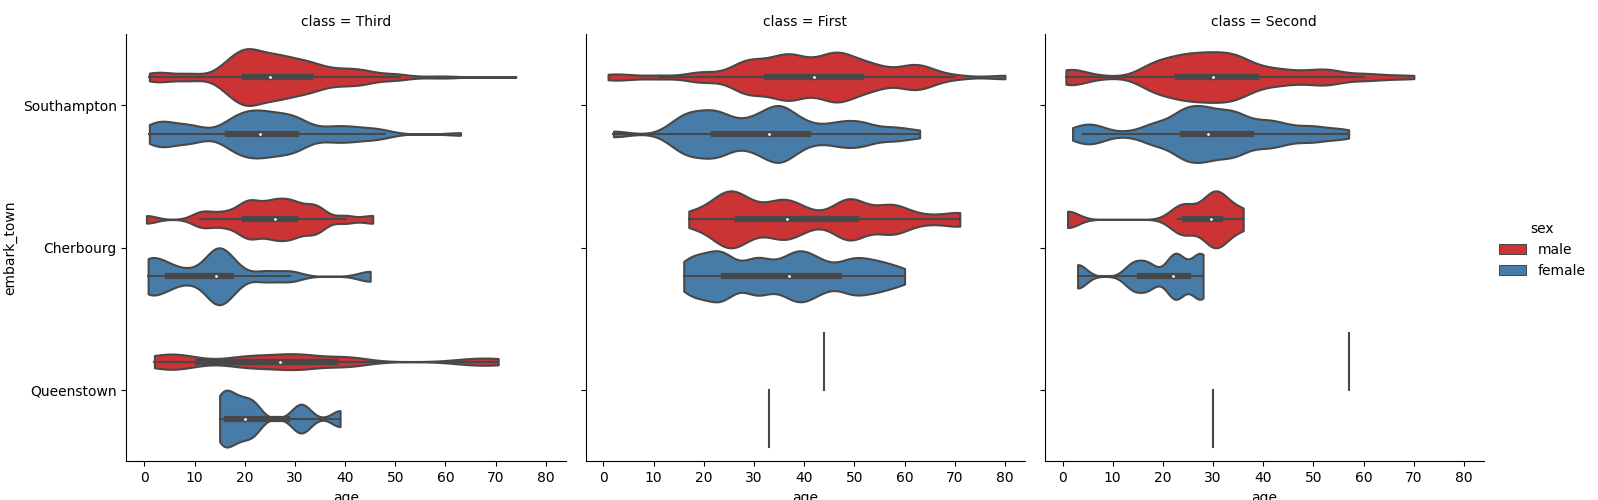 class = Third
class = First
class = Second
embark_town
Southampton
Cherbourg
Queenstown
0 10 20 30 40 50 60 70 80
0 10 20 30 40 50 60 70 80
0 10 20 30 40 50 60 70 80
age
age
age
sex
male
female